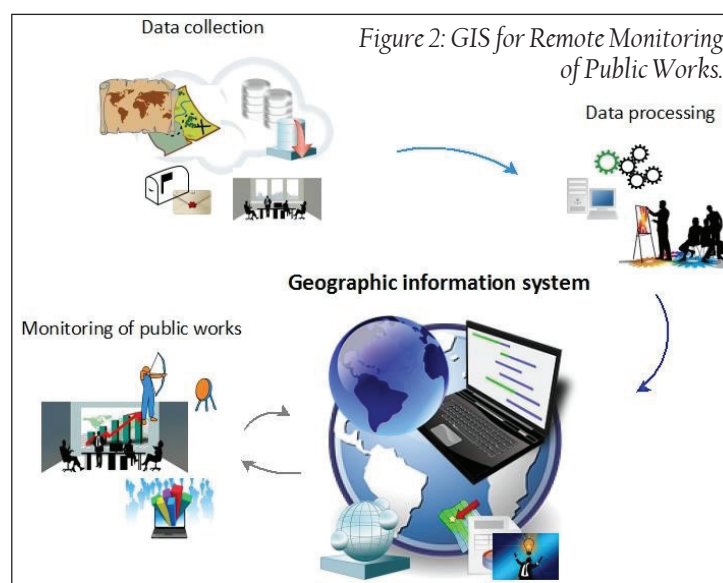 Data collection
Figure 2: GIS for Remote Monitoring
of Public Works.
Data processing
Geographic information system
Monitoring of public works